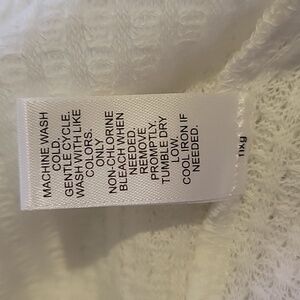 MACHINE WASH
COLD.
GENTLE CYCLE.
WASH WITH LIKE
COLORS.
ONLY
NON-CHLORINE
BLEACH WHEN
NEEDED.
REMOVE
PROMPTLY.
TUMBLE DRY
LOW.
COOL IRON IF
NEEDED.